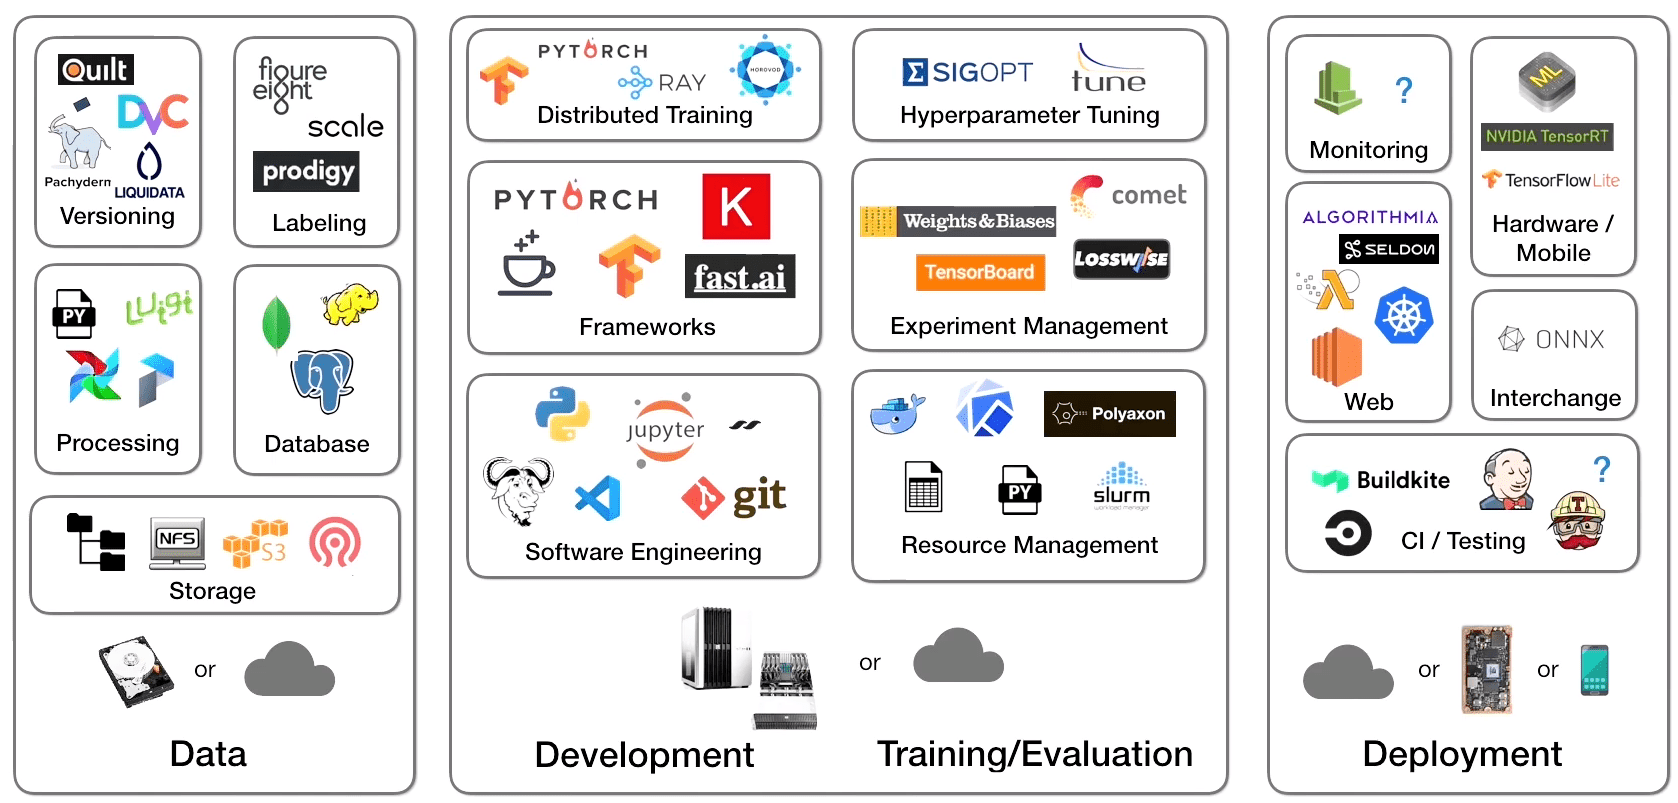 Quilt
DVC
Pachyderm
LIQUIDATA
Versioning
figure
eight
scale
prodigy
Labeling
PY
Luigi
Processing
Database
NFS
S3
Storage
or
Data
PYTORCH
RAY
HOROVOD
Distributed Training
SIGOPT
tune
Hyperparameter Tuning
PYTORCH
K
fast.ai
Frameworks
comet
Weights & Biases
TensorBoard
LOSSWISE
Experiment Management
jupyter
git
Software Engineering
Polyaxon
PY
slurm
workload manager
Resource Management
or
Development
Training/Evaluation
?
Monitoring
ML
NVIDIA TensorRT
TensorFlow Lite
Hardware /
Mobile
ALGORITHMIA
SELDON
Web
ONNX
Interchange
Buildkite
?
T
CI / Testing
or
or
Deployment